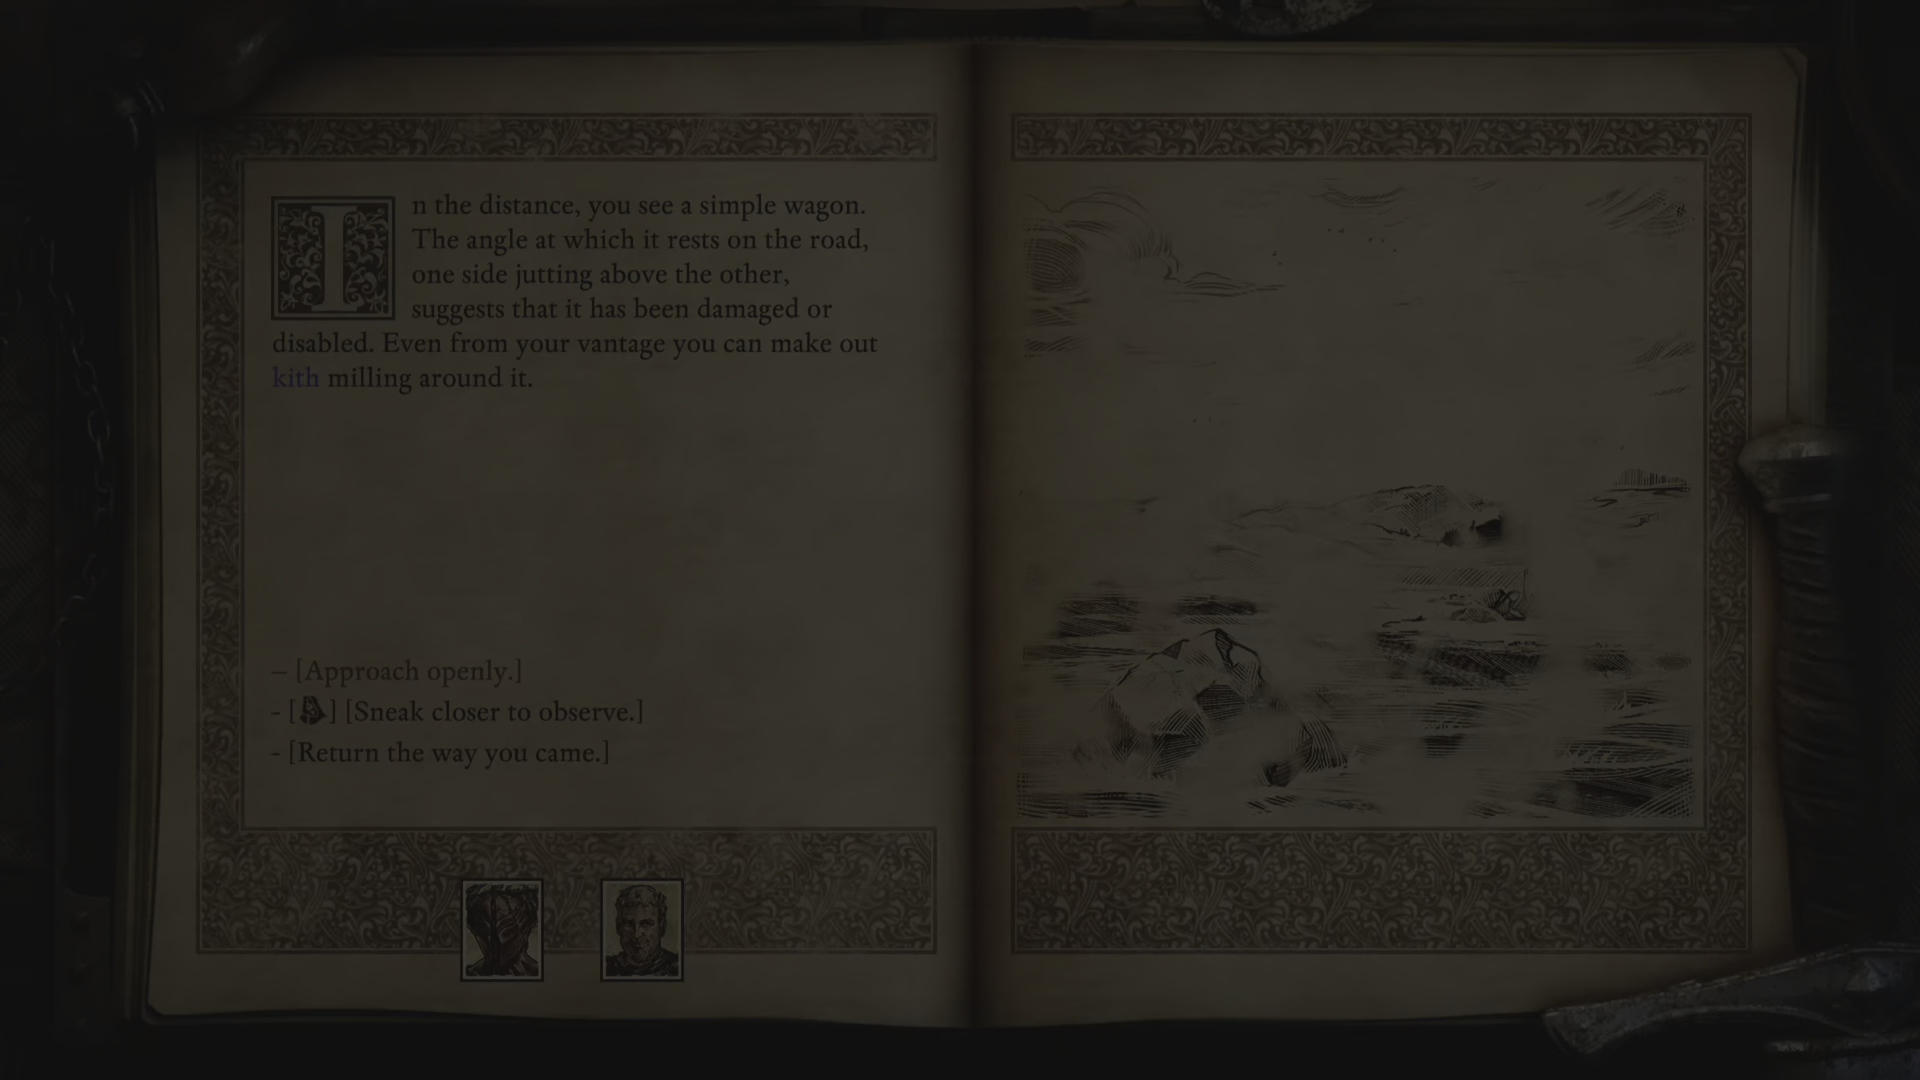 In the distance, you see a simple wagon.
The angle at which it rests on the road,
one side jutting above the other,
suggests that it has been damaged or
disabled. Even from your vantage you can make out
kith milling around it.
– [Approach openly.]
- [] [Sneak closer to observe.]
- [Return the way you came.]